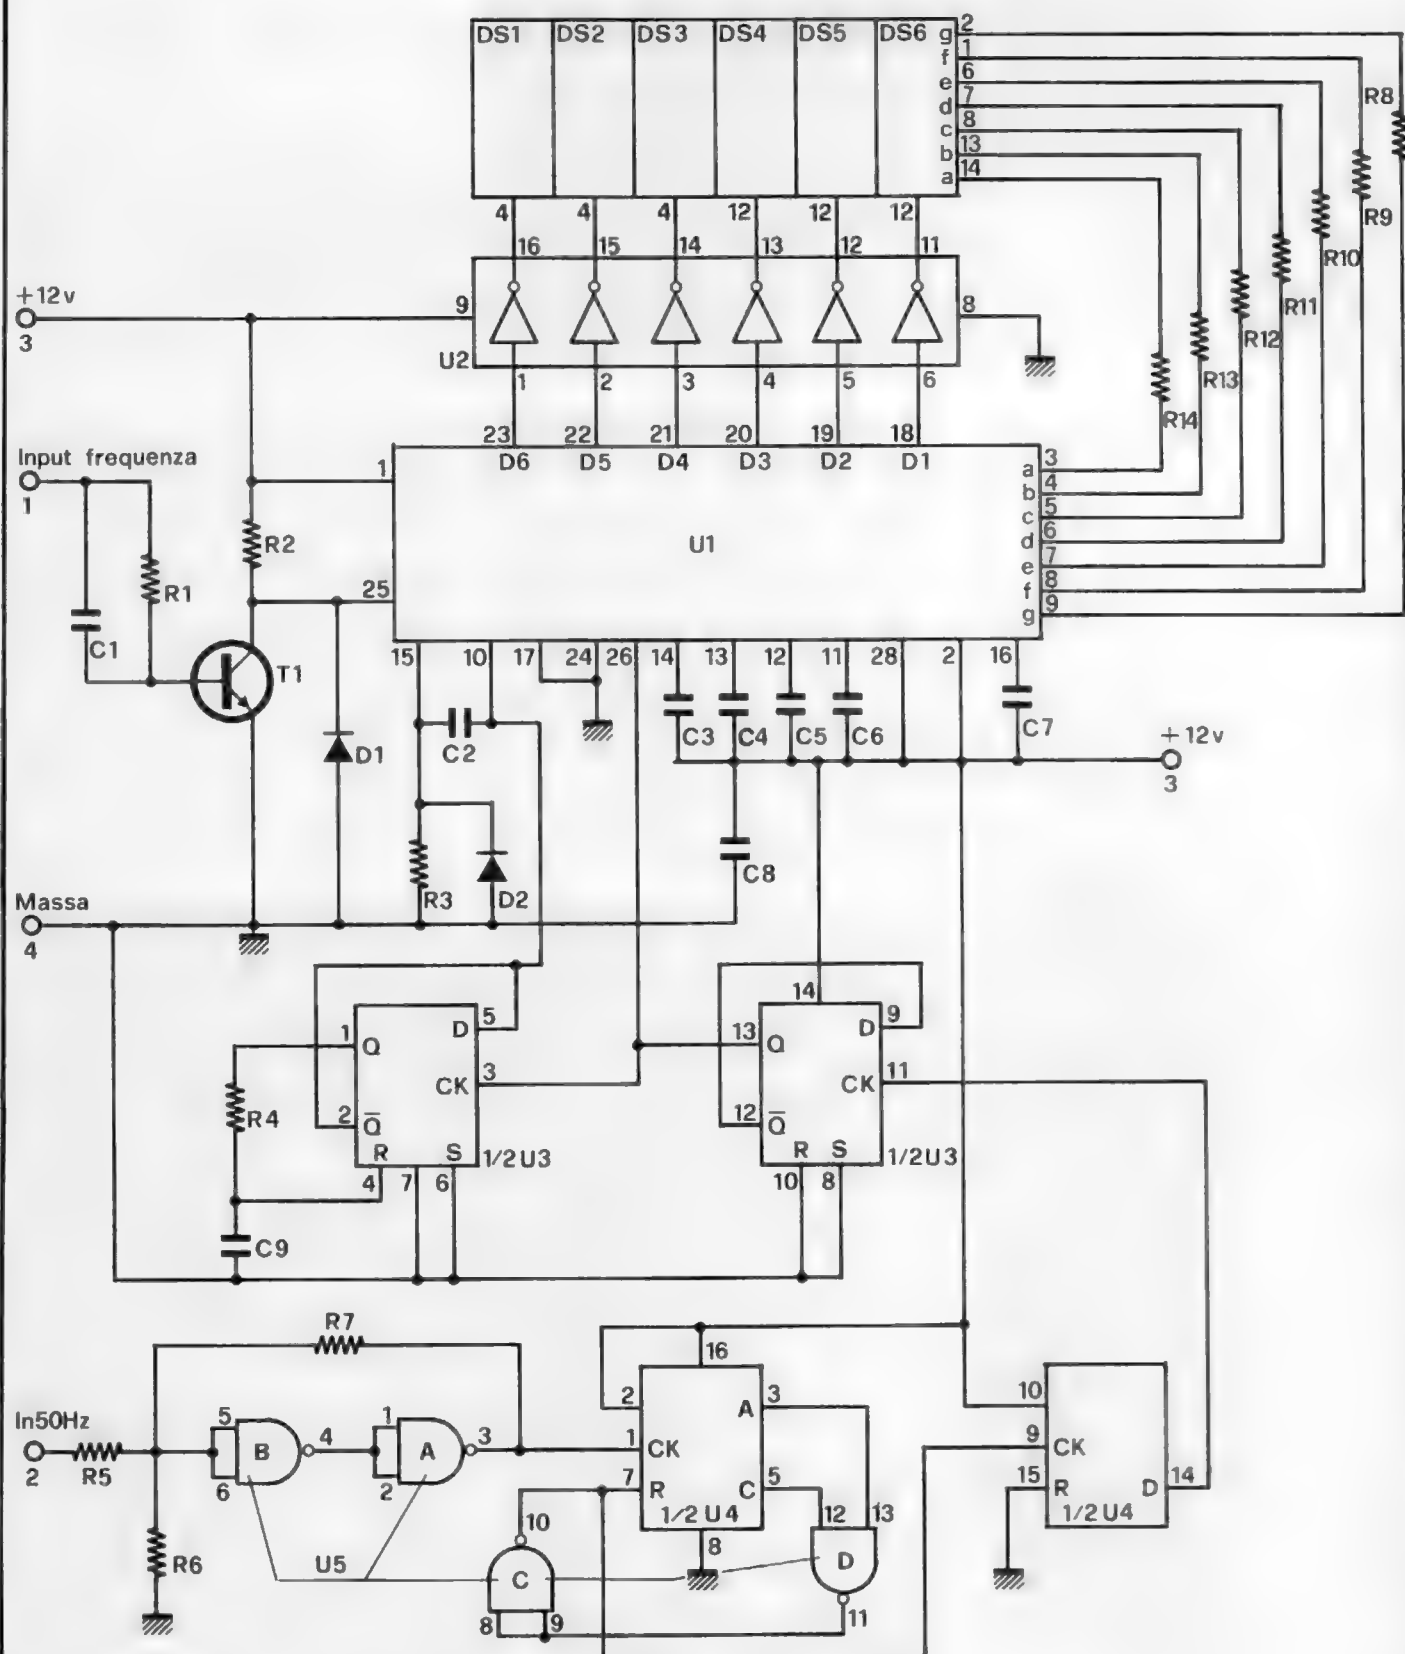 DS1 DS2 DS3 DS4 DS5 DS6 g 2
f 1
e 6
d 7
c 8
b 13
a 14
R8
R9
R10
R11
R12
R13
R14
4 4 4 12 12 12
16 15 14 13 12 11
+12v
3
9
8
U2
1 2 3 4 5 6
23 22 21 20 19 18
D6 D5 D4 D3 D2 D1
Input frequenza
1
1
a 3
b 4
c 5
d 6
e 7
f 8
g 9
R2
U1
25
R1
C1
T1
15 10 17 24 26 14 13 12 11 28 2 16
C2
C3 C4 C5 C6
C7
+12v
3
D1
R3
D2
C8
Massa
4
1 Q
D 5
CK 3
2 Q̅
R S
4 7 6
1/2U3
R4
C9
14
13 Q
D 9
CK 11
12 Q̅
R S
10 8
1/2U3
R7
16
2
A 3
In50Hz
2
R5
5
6
B
4
1
2
A
3
1 CK
7 R
C 5
1/2 U4
8
12 13
D
11
10
C
8 9
R6
U5
10
9 CK
15 R
D 14
1/2U4